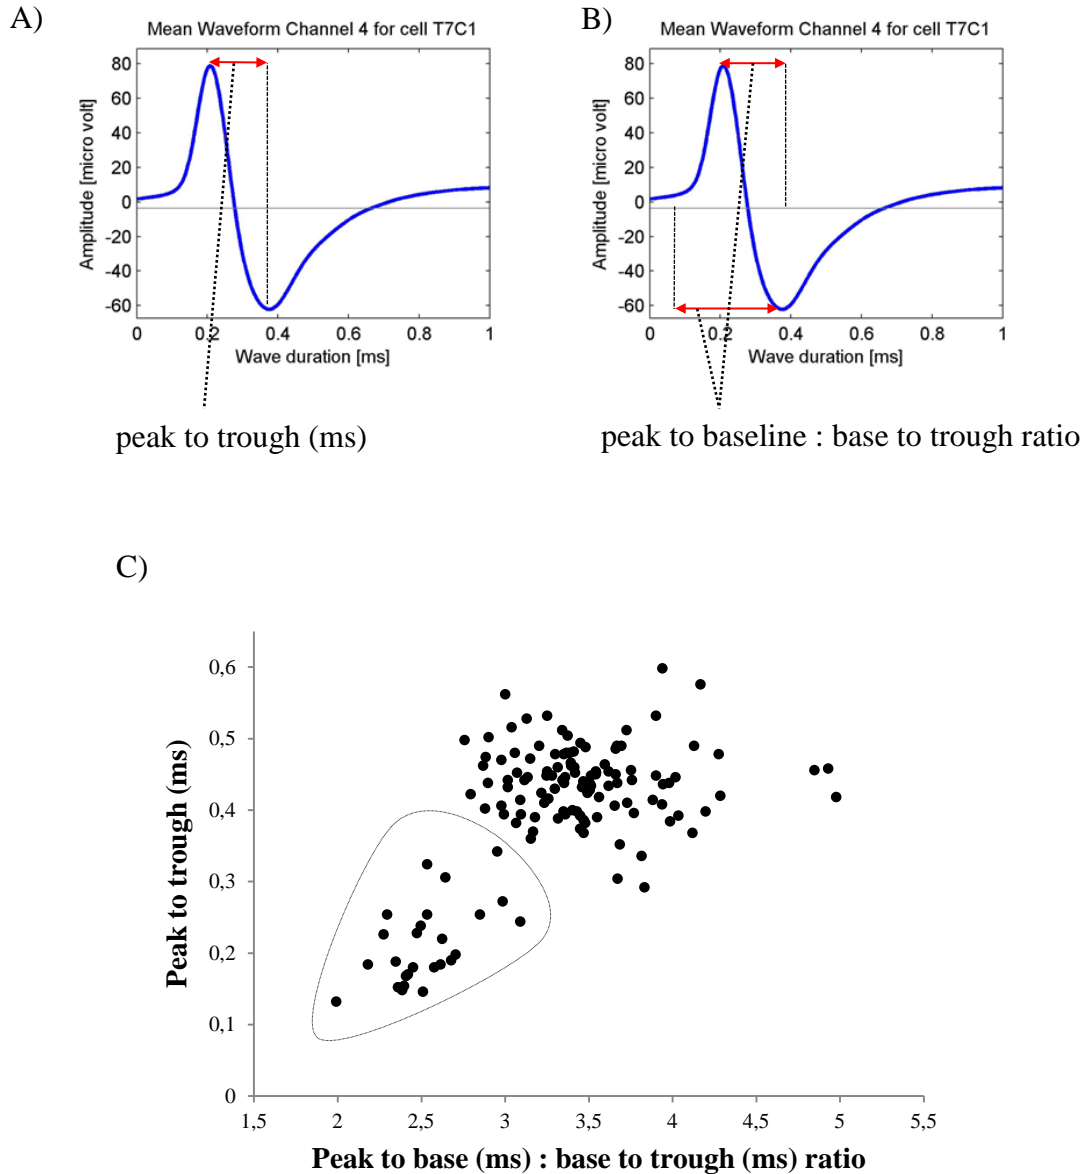 A)
Mean Waveform Channel 4 for cell T7C1
80
60
40
20
0
-20
-40
-60
Amplitude [micro volt]
0 0.2 0.4 0.6 0.8 1
Wave duration [ms]
peak to trough (ms)
B)
Mean Waveform Channel 4 for cell T7C1
80
60
40
20
0
-20
-40
-60
Amplitude [micro volt]
0 0.2 0.4 0.6 0.8 1
Wave duration [ms]
peak to baseline : base to trough ratio
C)
0,6
0,5
0,4
0,3
0,2
0,1
0
Peak to trough (ms)
1,5 2 2,5 3 3,5 4 4,5 5 5,5
Peak to base (ms) : base to trough (ms) ratio